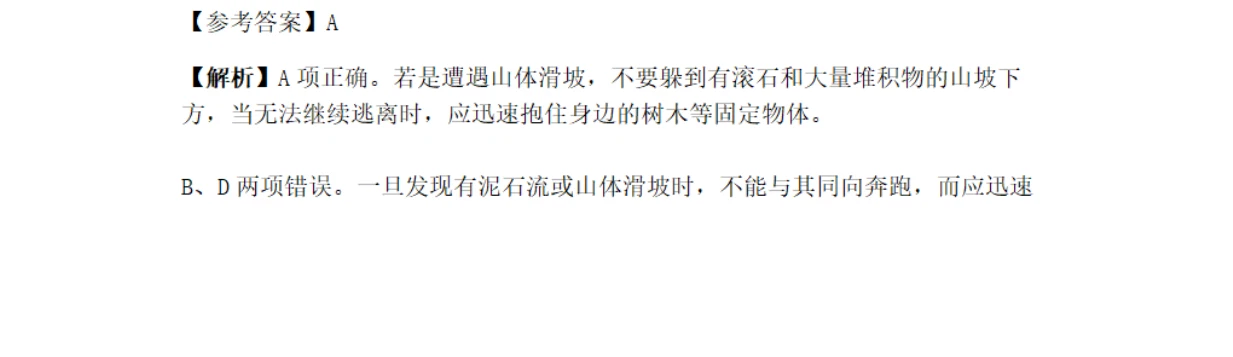 【参考答案】A
【解析】A 项正确。若是遭遇山体滑坡，不要躲到有滚石和大量堆积物的山坡下
方，当无法继续逃离时，应迅速抱住身边的树木等固定物体。
B、D 两项错误。一旦发现有泥石流或山体滑坡时，不能与其同向奔跑，而应迅速